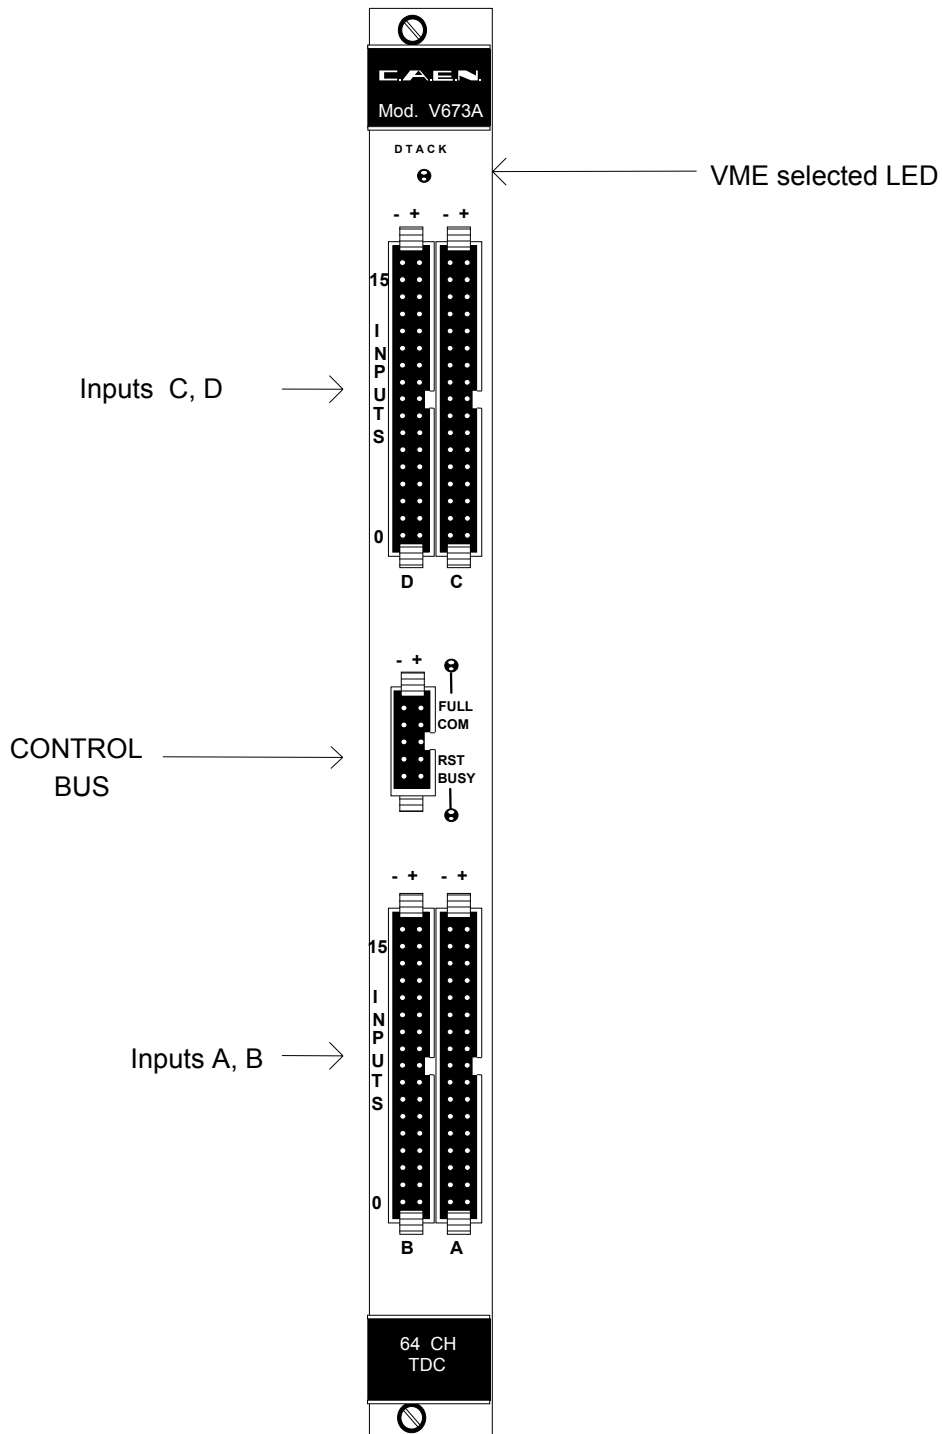 C.A.E.N.
Mod. V673A
DTACK
VME selected LED
- + - +
15
INPUTS
Inputs C, D
0
D C
- +
FULL
COM
CONTROL
BUS
RST
BUSY
- + - +
15
INPUTS
Inputs A, B
0
B A
64 CH
TDC